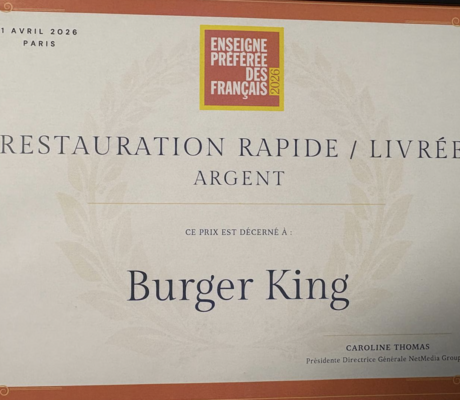 1 AVRIL 2026
PARIS
ENSEIGNE
PRÉFÉRÉE
DES
FRANÇAIS
2026
RESTAURATION RAPIDE / LIVRÉE
ARGENT
CE PRIX EST DÉCERNÉ À :
Burger King
CAROLINE THOMAS
Présidente Directrice Générale NetMedia Group